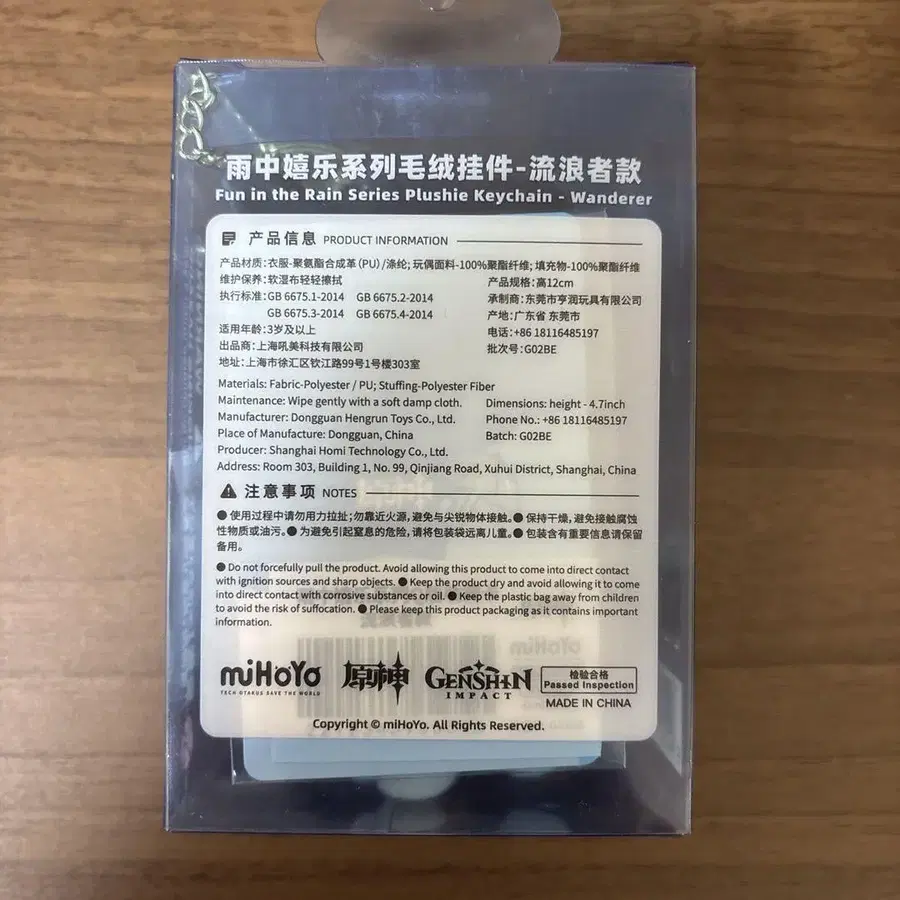 雨中嬉乐系列毛绒挂件-流浪者款
Fun in the Rain Series Plushie Keychain - Wanderer
产品信息 PRODUCT INFORMATION
产品材质:衣服-聚氨酯合成革(PU)/涤纶; 玩偶面料-100%聚酯纤维; 填充物-100%聚酯纤维
维护保养:软湿布轻轻擦拭 产品规格:高12cm
执行标准:GB 6675.1-2014 GB 6675.2-2014 承制商:东莞市亨润玩具有限公司
GB 6675.3-2014 GB 6675.4-2014 产地:广东省 东莞市
适用年龄:3岁及以上 电话:+86 18116485197
出品商:上海吼美科技有限公司 批次号:G02BE
地址:上海市徐汇区钦江路99号1号楼303室
Materials: Fabric-Polyester / PU; Stuffing-Polyester Fiber
Maintenance: Wipe gently with a soft damp cloth. Dimensions: height - 4.7inch
Manufacturer: Dongguan Hengrun Toys Co., Ltd. Phone No.: +86 18116485197
Place of Manufacture: Dongguan, China Batch: G02BE
Producer: Shanghai Homi Technology Co., Ltd.
Address: Room 303, Building 1, No. 99, Qinjiang Road, Xuhui District, Shanghai, China
注意事项 NOTES
● 使用过程中请勿用力拉扯; 勿靠近火源, 避免与尖锐物体接触。● 保持干燥, 避免接触腐蚀
性物质或油污。● 为避免引起窒息的危险, 请将包装袋远离儿童。● 包装含有重要信息请保留
备用。
● Do not forcefully pull the product. Avoid allowing this product to come into direct contact
with ignition sources and sharp objects. ● Keep the product dry and avoid allowing it to come
into direct contact with corrosive substances or oil. ● Keep the plastic bag away from children
to avoid the risk of suffocation. ● Please keep this product packaging as it contains important
information.
miHoYo 原神 GENSHIN 检验合格
TECH OTAKUS SAVE THE WORLD IMPACT Passed Inspection
MADE IN CHINA
Copyright © miHoYo. All Rights Reserved.